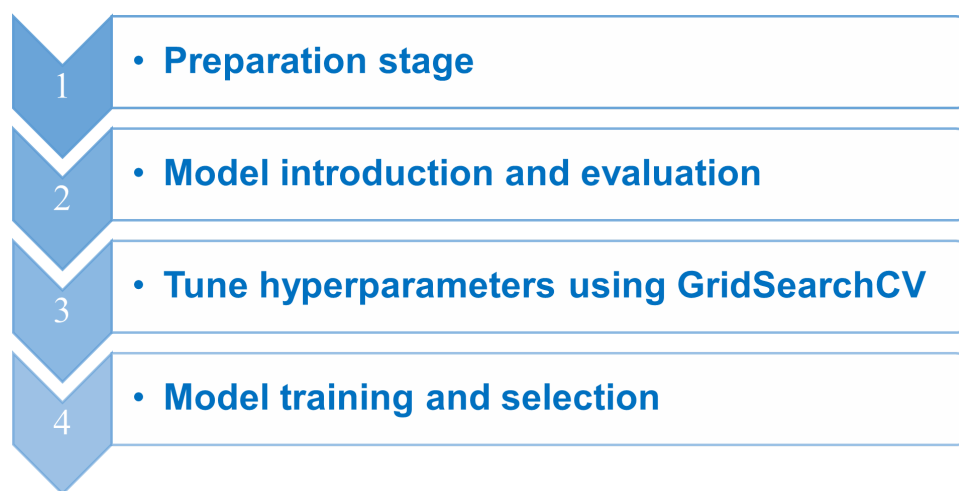 1
• Preparation stage
2
• Model introduction and evaluation
3
• Tune hyperparameters using GridSearchCV
4
• Model training and selection